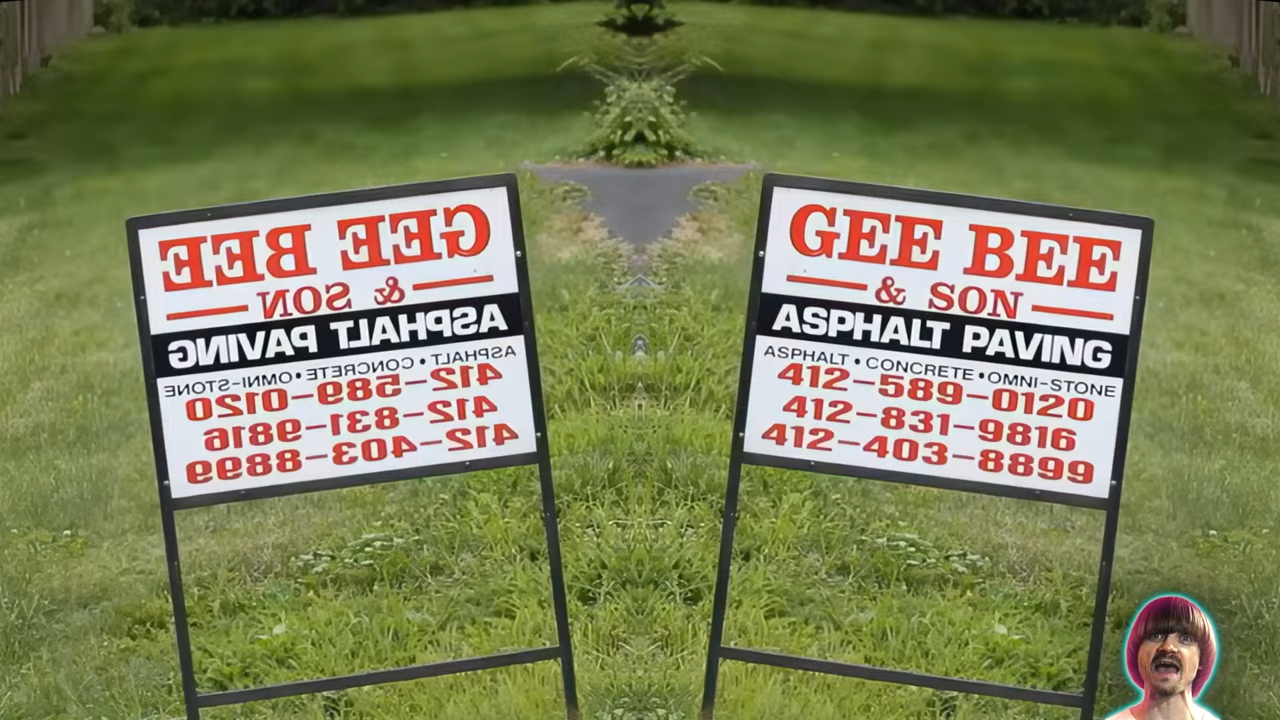 GEE BEE
& SON
ASPHALT PAVING
ASPHALT • CONCRETE • OMNI-STONE
412-589-0120
412-831-9816
412-403-8899
GEE BEE
& SON
ASPHALT PAVING
ASPHALT • CONCRETE • OMNI-STONE
412-589-0120
412-831-9816
412-403-8899